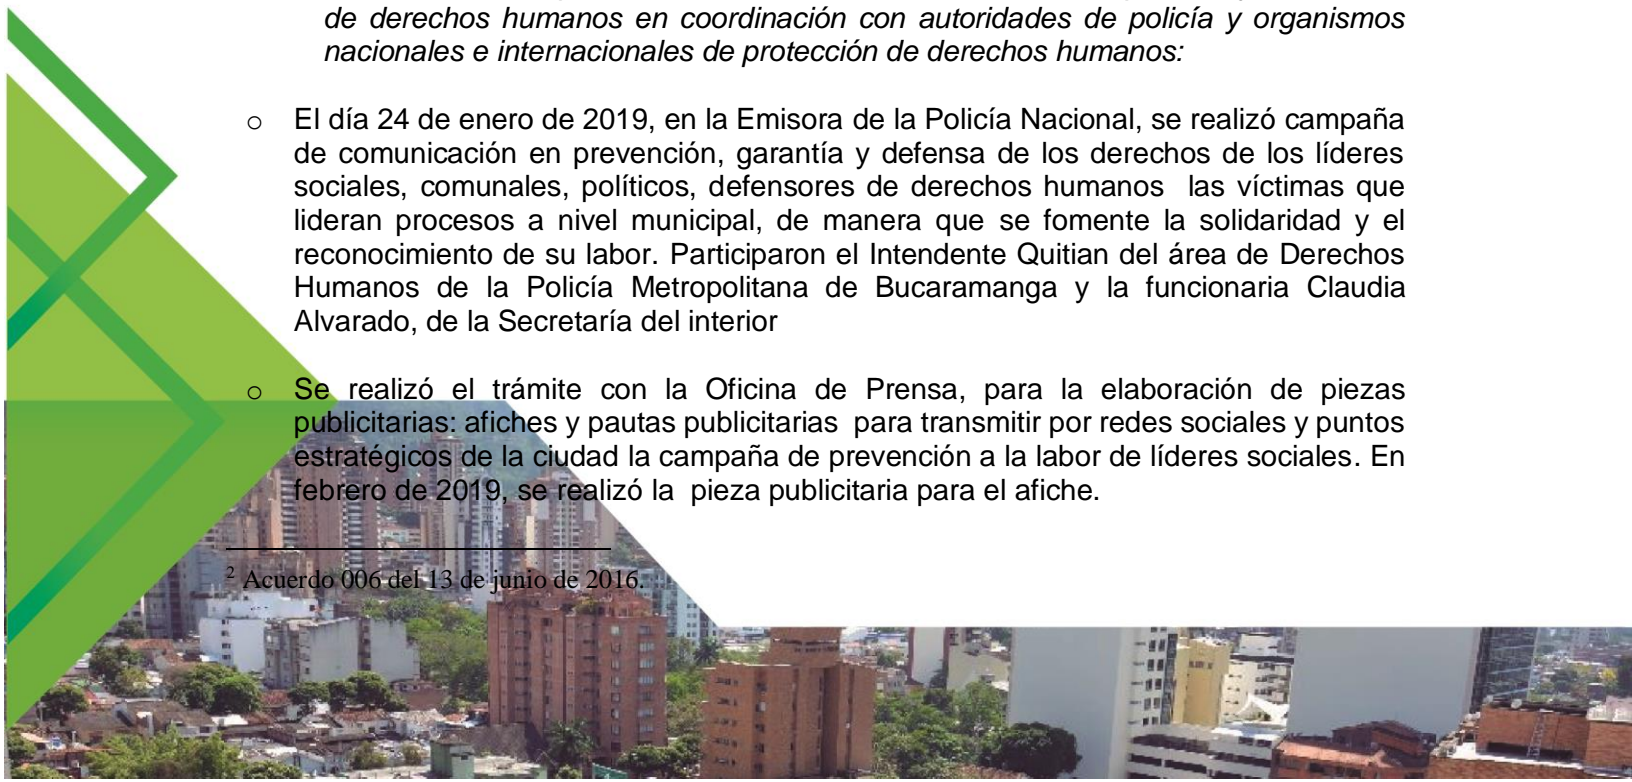 de derechos humanos en coordinación con autoridades de policía y organismos
nacionales e internacionales de protección de derechos humanos:
o El día 24 de enero de 2019, en la Emisora de la Policía Nacional, se realizó campaña
de comunicación en prevención, garantía y defensa de los derechos de los líderes
sociales, comunales, políticos, defensores de derechos humanos  las víctimas que
lideran procesos a nivel municipal, de manera que se fomente la solidaridad y el
reconocimiento de su labor. Participaron el Intendente Quitian del área de Derechos
Humanos de la Policía Metropolitana de Bucaramanga y la funcionaria Claudia
Alvarado, de la Secretaría del interior
o Se realizó el trámite con la Oficina de Prensa, para la elaboración de piezas
publicitarias: afiches y pautas publicitarias  para transmitir por redes sociales y puntos
estratégicos de la ciudad la campaña de prevención a la labor de líderes sociales. En
febrero de 2019, se realizó la  pieza publicitaria para el afiche.
2 Acuerdo 006 del 13 de junio de 2016.